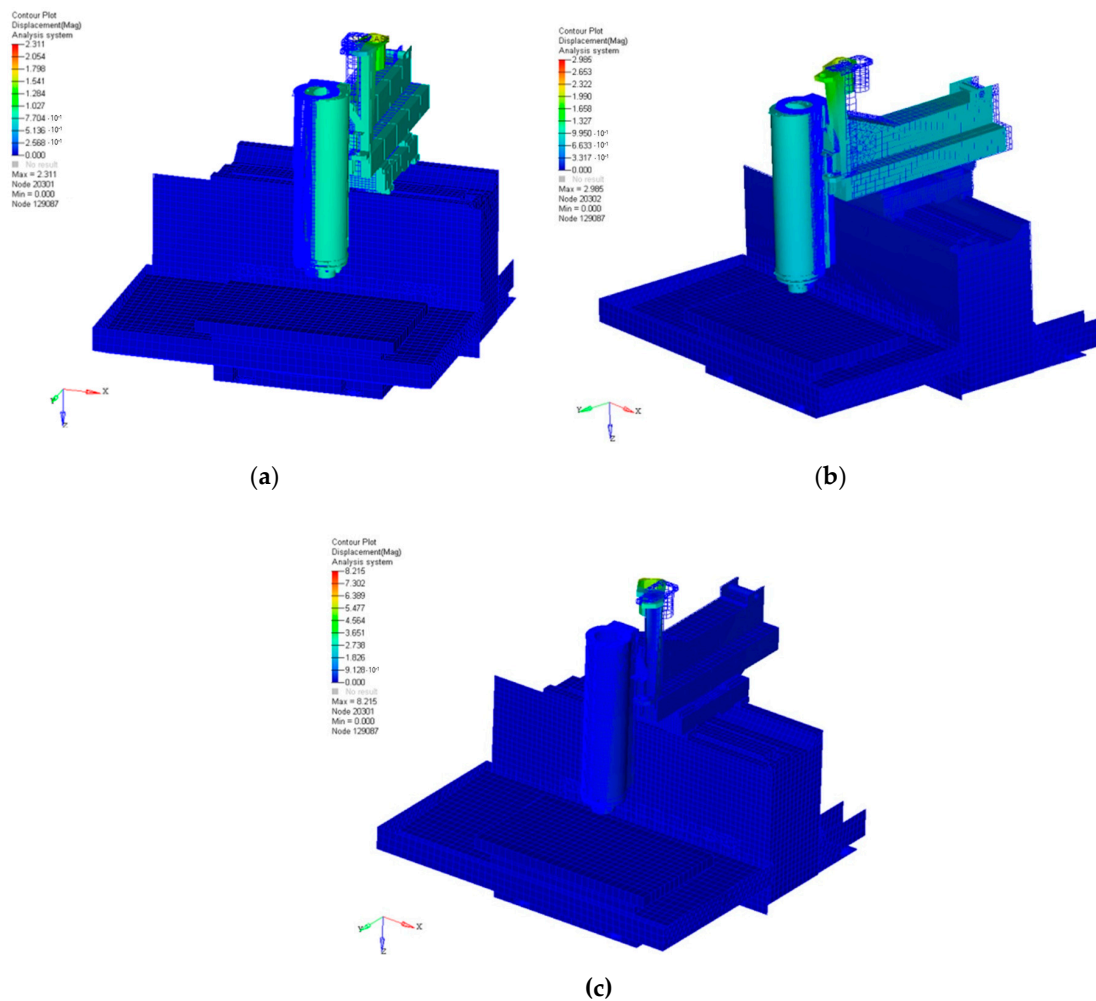 Contour Plot
Displacement(Mag)
Analysis system
2.311
2.054
1.798
1.541
1.284
1.027
7.704 ·10⁻¹
5.136 ·10⁻¹
2.568 ·10⁻¹
0.000
No result
Max = 2.311
Node 20301
Min = 0.000
Node 129087
X
Y
Z
(a)
Contour Plot
Displacement(Mag)
Analysis system
2.985
2.653
2.322
1.990
1.658
1.327
9.950 ·10⁻¹
6.633 ·10⁻¹
3.317 ·10⁻¹
0.000
No result
Max = 2.985
Node 20302
Min = 0.000
Node 129087
Y
X
Z
(b)
Contour Plot
Displacement(Mag)
Analysis system
8.215
7.302
6.389
5.477
4.564
3.651
2.738
1.826
9.128 ·10⁻¹
0.000
No result
Max = 8.215
Node 20301
Min = 0.000
Node 129087
Y
X
Z
(c)